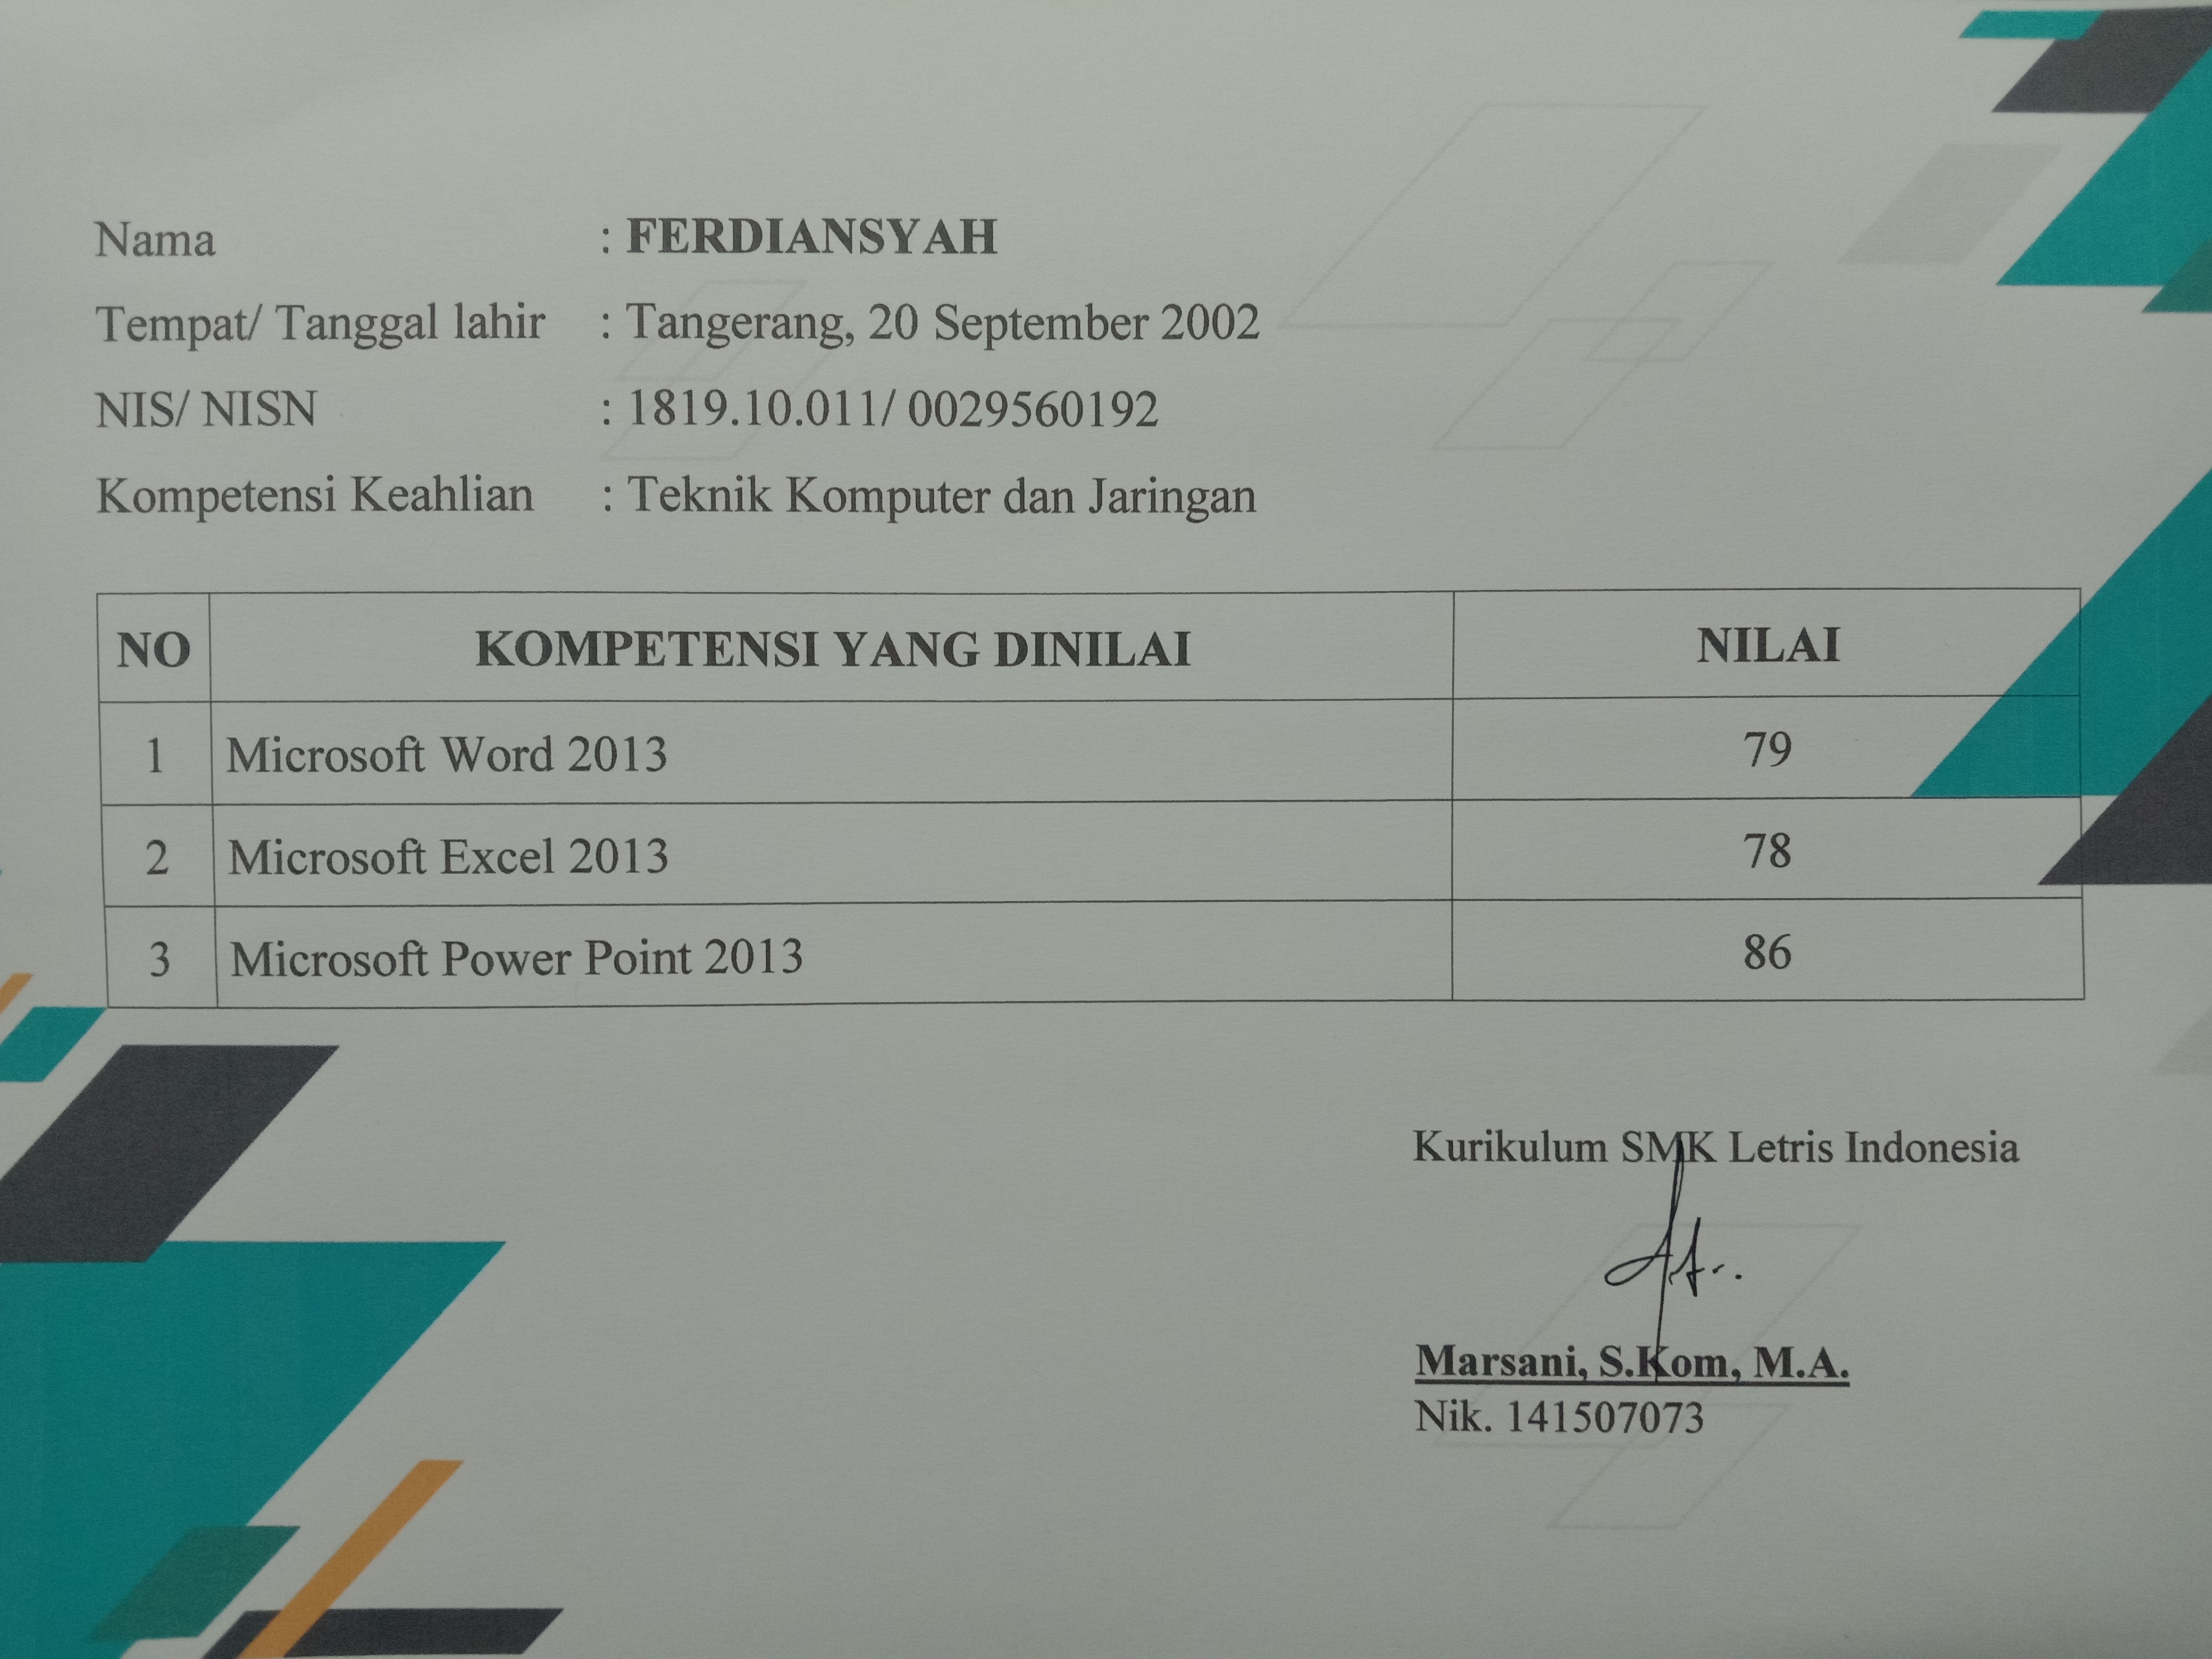 Nama : FERDIANSYAH
Tempat/ Tanggal lahir : Tangerang, 20 September 2002
NIS/ NISN : 1819.10.011/ 0029560192
Kompetensi Keahlian : Teknik Komputer dan Jaringan
NO KOMPETENSI YANG DINILAI NILAI
1 Microsoft Word 2013 79
2 Microsoft Excel 2013 78
3 Microsoft Power Point 2013 86
Kurikulum SMK Letris Indonesia
Marsani, S.Kom, M.A.
Nik. 141507073